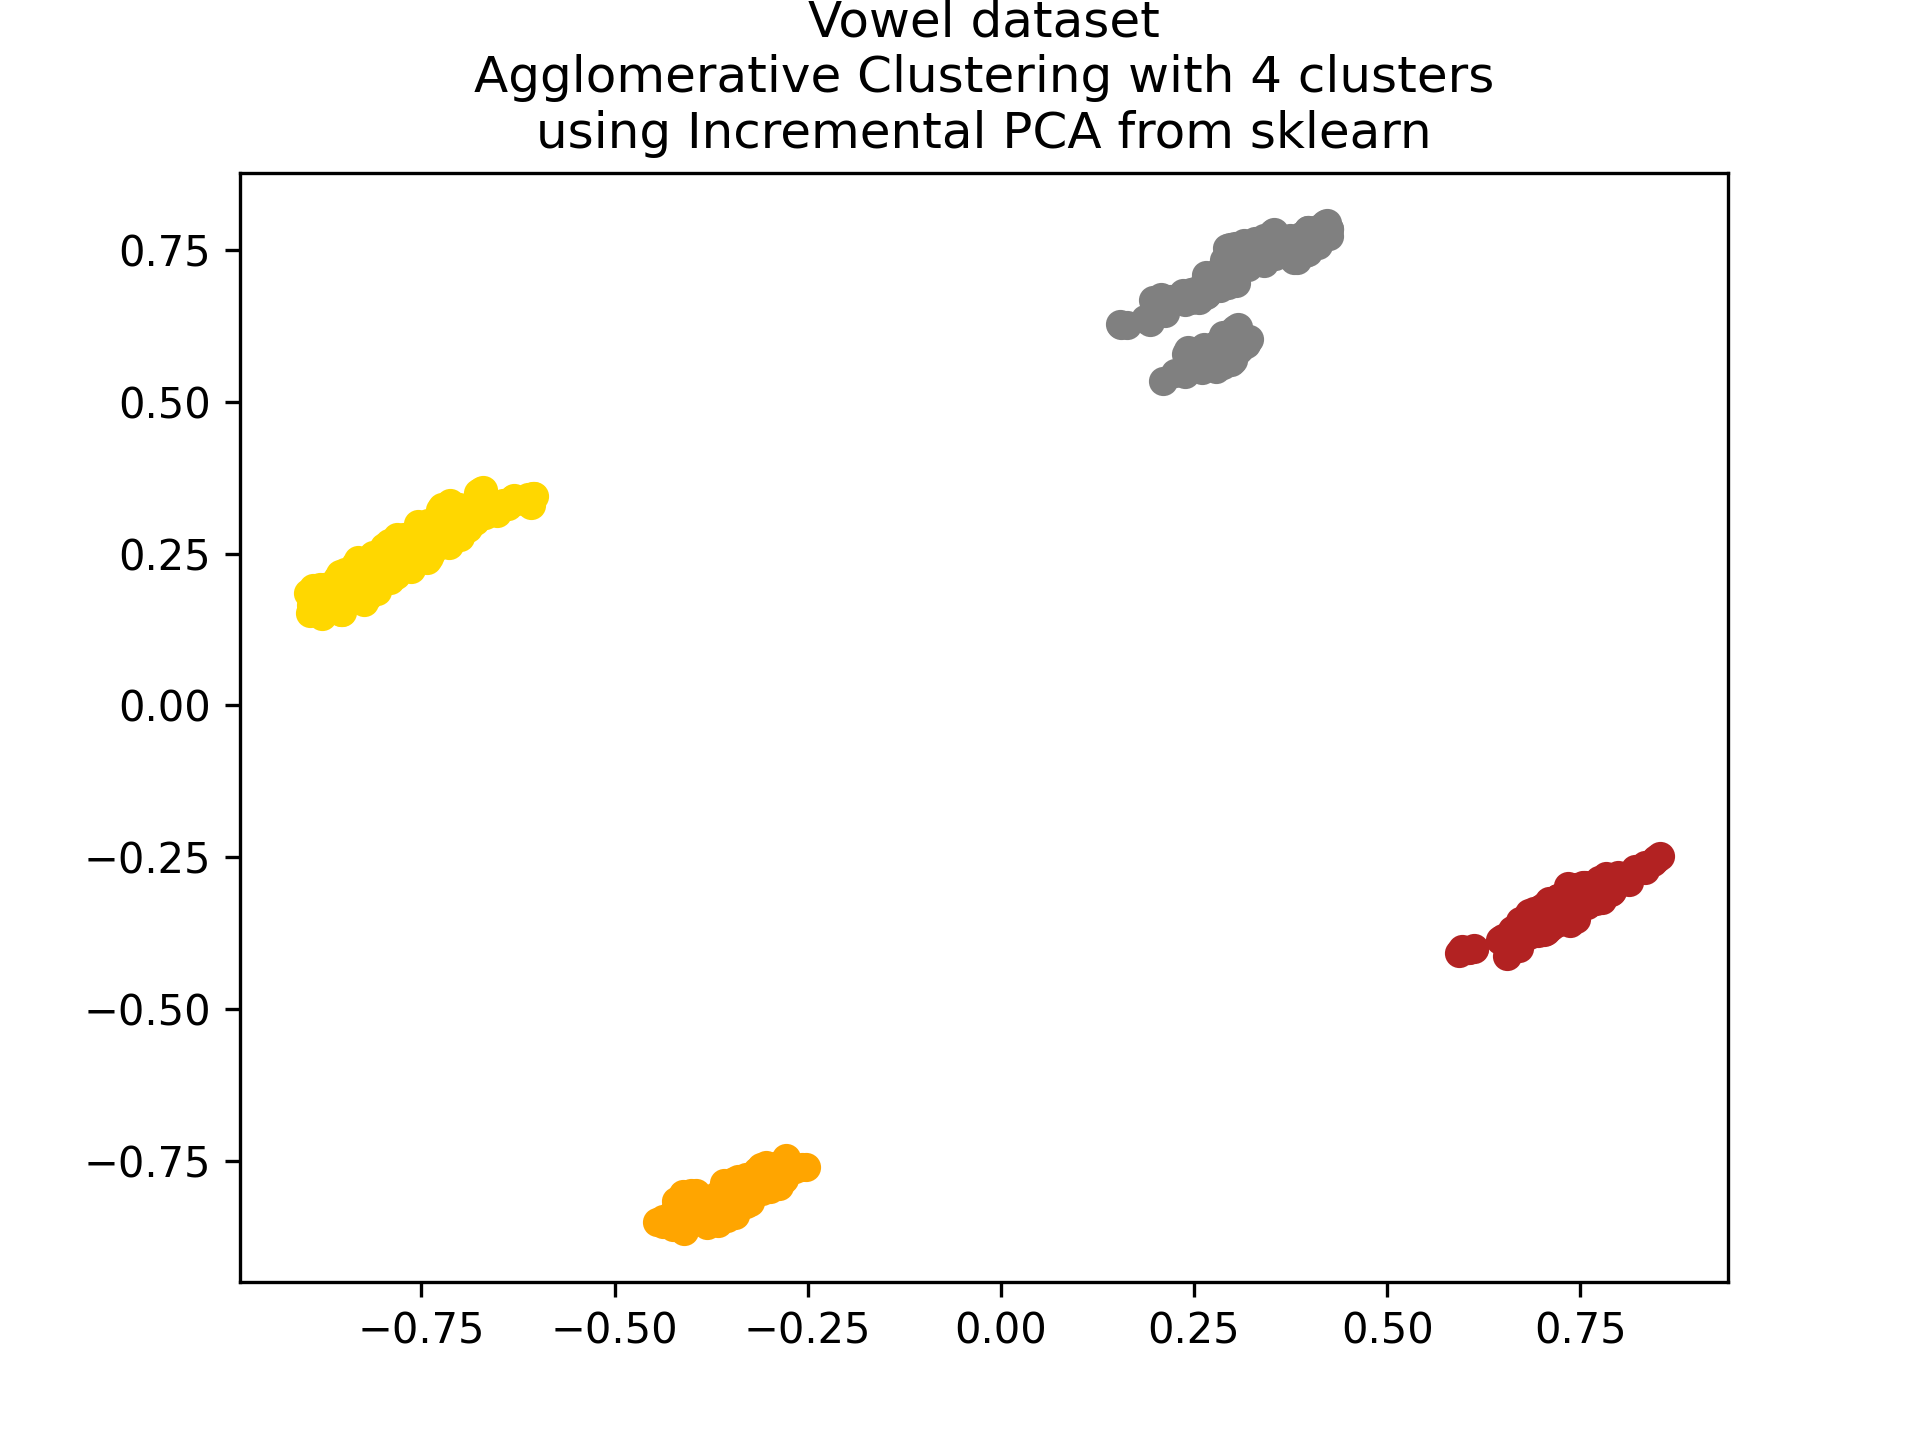 Vowel dataset
Agglomerative Clustering with 4 clusters
using Incremental PCA from sklearn
0.75
0.50
0.25
0.00
−0.25
−0.50
−0.75
−0.75 −0.50 −0.25 0.00 0.25 0.50 0.75